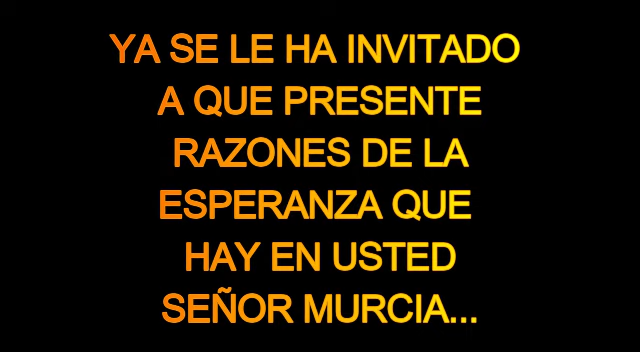 YA SE LE HA INVITADO
A QUE PRESENTE
RAZONES DE LA
ESPERANZA QUE
HAY EN USTED
SEÑOR MURCIA...